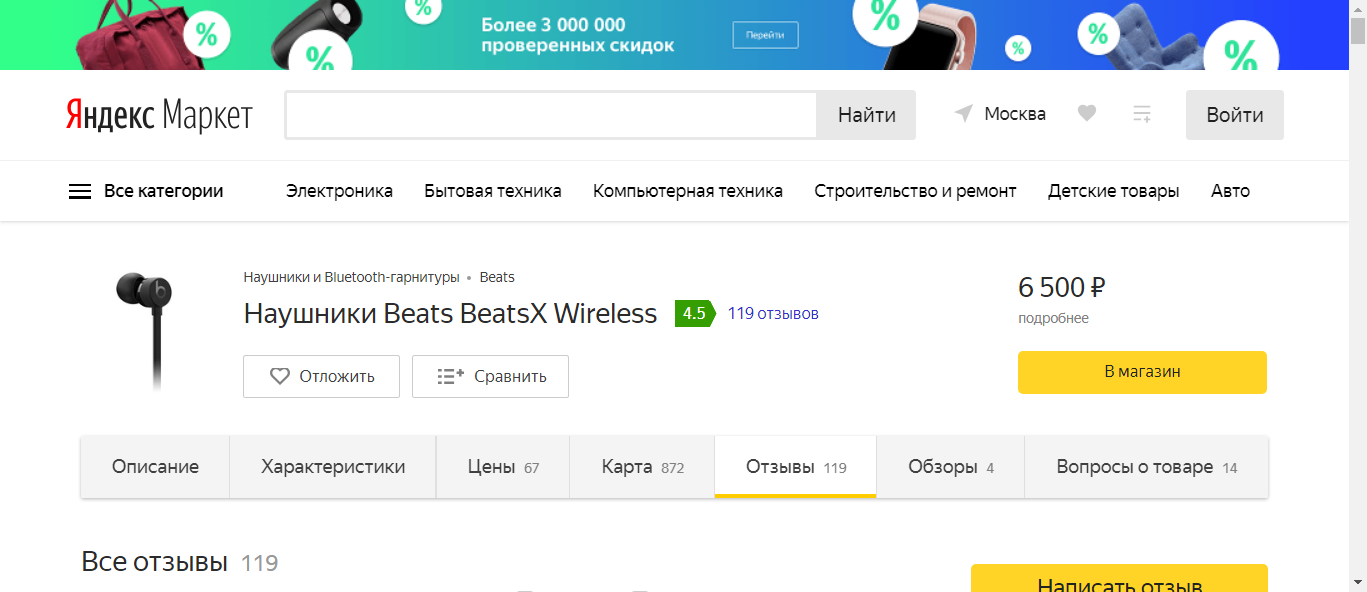 Более 3 000 000
проверенных скидок
Перейти
%
%
%
%
%
%
%
Яндекс Маркет
Найти
Москва
Войти
Все категории
Электроника
Бытовая техника
Компьютерная техника
Строительство и ремонт
Детские товары
Авто
Наушники и Bluetooth-гарнитуры • Beats
Наушники Beats BeatsX Wireless 4.5 119 отзывов
6 500 ₽
подробнее
Отложить
Сравнить
В магазин
Описание
Характеристики
Цены 67
Карта 872
Отзывы 119
Обзоры 4
Вопросы о товаре 14
Все отзывы 119
Написать отзыв